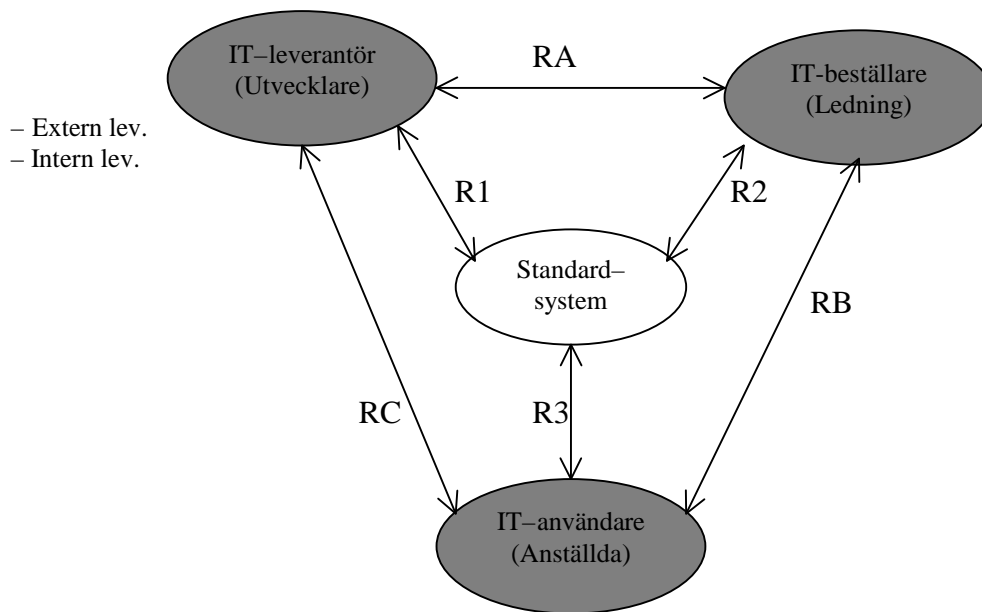 IT–leverantör
(Utvecklare)
RA
IT-beställare
(Ledning)
– Extern lev.
– Intern lev.
R1
R2
Standard–
system
RB
RC
R3
IT–användare
(Anställda)